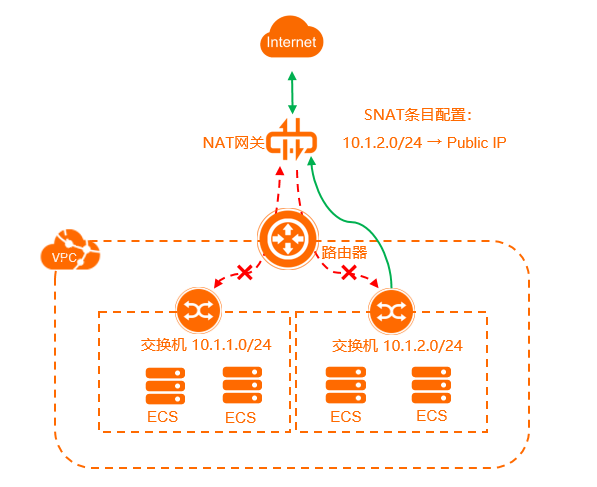 Internet
SNAT条目配置：
NAT网关
10.1.2.0/24 → Public IP
VPC
路由器
交换机 10.1.1.0/24
交换机 10.1.2.0/24
ECS
ECS
ECS
ECS